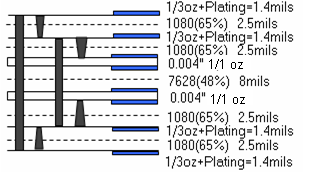 1/3oz+Plating=1.4mils
1080(65%) 2.5mils
1/3oz+Plating=1.4mils
1080(65%) 2.5mils
0.004" 1/1 oz
7628(48%) 8mils
0.004" 1/1 oz
1080(65%) 2.5mils
1/3oz+Plating=1.4mils
1080(65%) 2.5mils
1/3oz+Plating=1.4mils